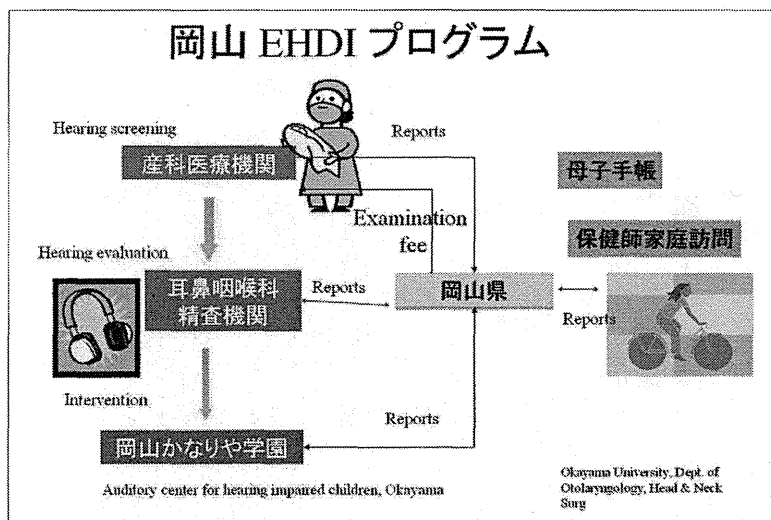 岡山 EHDI プログラム
Hearing screening
Reports
産科医療機関
母子手帳
Examination
fee
保健師家庭訪問
Hearing evaluation
耳鼻咽喉科
精査機関
Reports
岡山県
Reports
Intervention
Reports
岡山かなりや学園
Auditory center for hearing impaired children, Okayama
Okayama University, Dept. of
Otolaryngology, Head & Neck
Surg